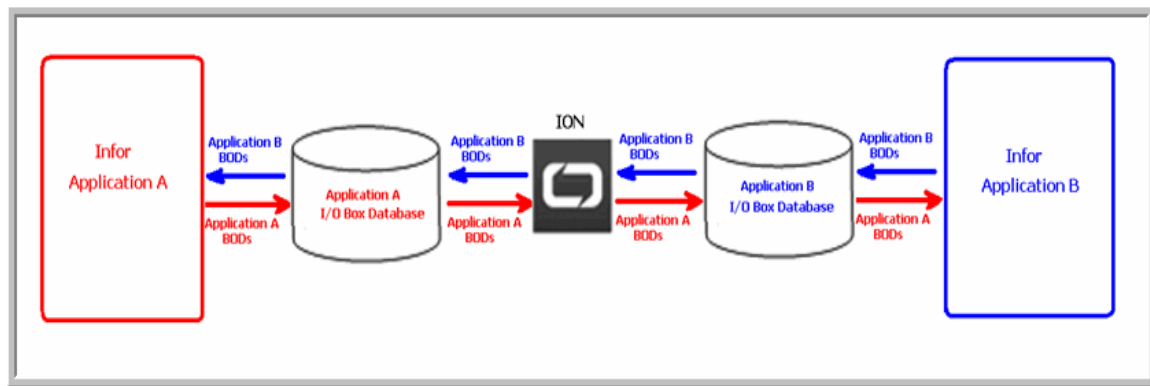 Infor
Application A
Application B
BODs
Application A
BODs
Application A
I/O Box Database
Application B
BODs
Application A
BODs
ION
Application B
BODs
Application A
BODs
Application B
I/O Box Database
Application B
BODs
Application A
BODs
Infor
Application B